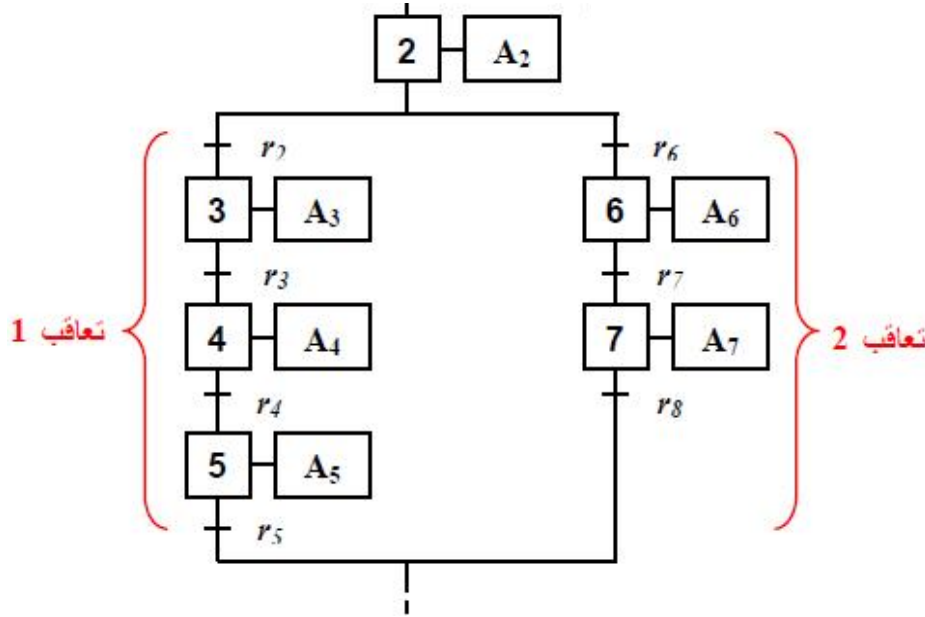 2 A₂
r₂ r₆
3 A₃ 6 A₆
r₃ r₇
تعاقب 1
4 A₄ 7 A₇
تعاقب 2
r₄ r₈
5 A₅
r₅